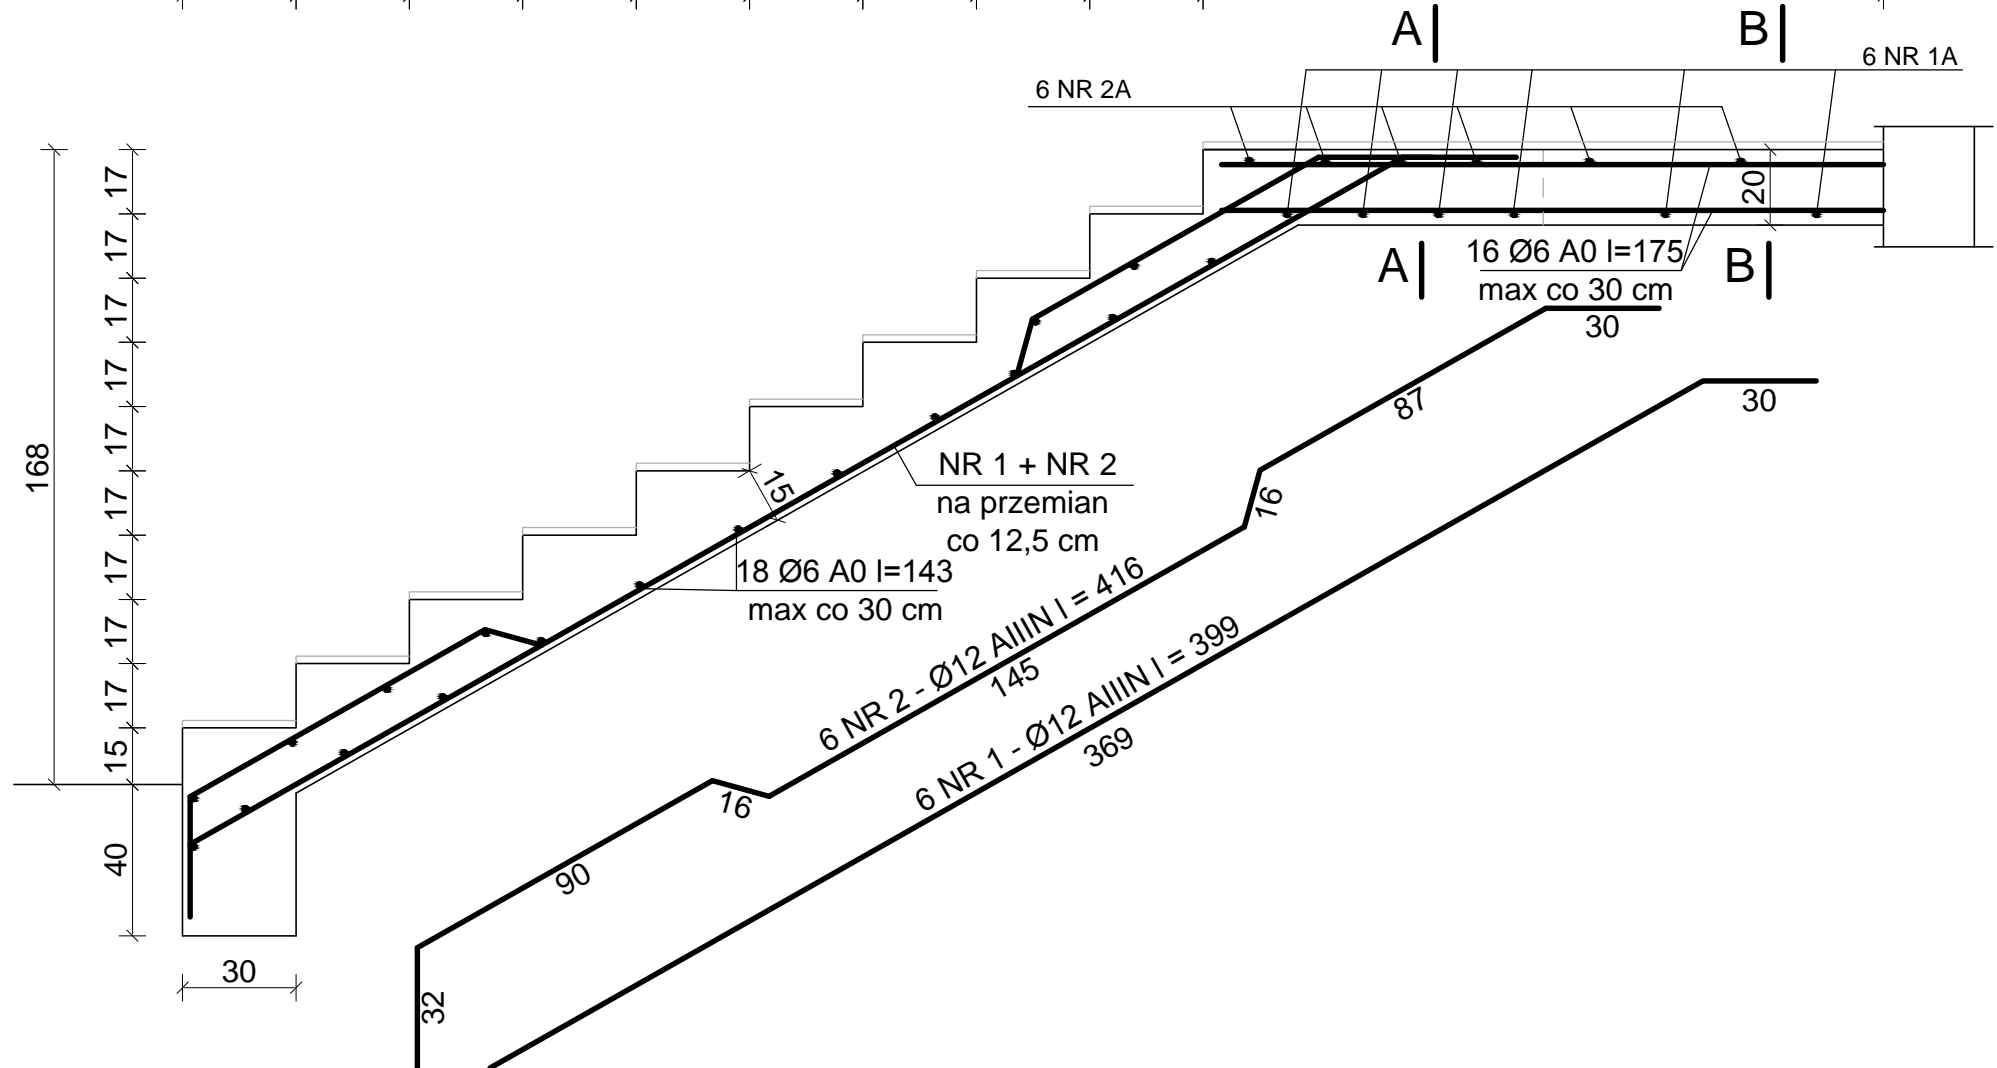 A
B
6 NR 1A
6 NR 2A
20
16 Ø6 A0 l=175
max co 30 cm
A
B
17
17
17
17
17
17
17
17
17
15
40
168
30
15
NR 1 + NR 2
na przemian
co 12,5 cm
18 Ø6 A0 l=143
max co 30 cm
30
87
16
6 NR 2 - Ø12 AIIIN l = 416
145
16
90
32
30
6 NR 1 - Ø12 AIIIN l = 399
369